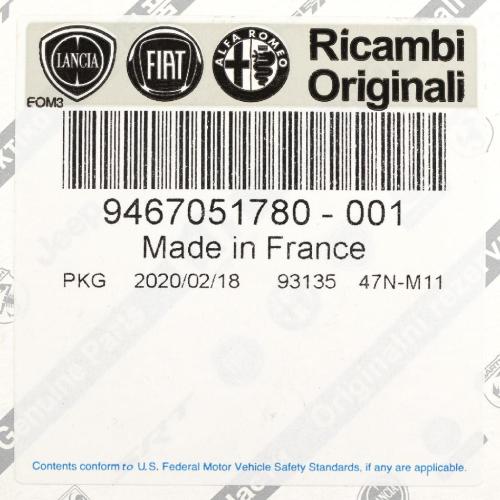 LANCIA FIAT ALFA ROMEO Ricambi
Originali
FOM3
9467051780 - 001
Made in France
PKG 2020/02/18 93135 47N-M11
Contents conform to U.S. Federal Motor Vehicle Safety Standards, if any are applicable.